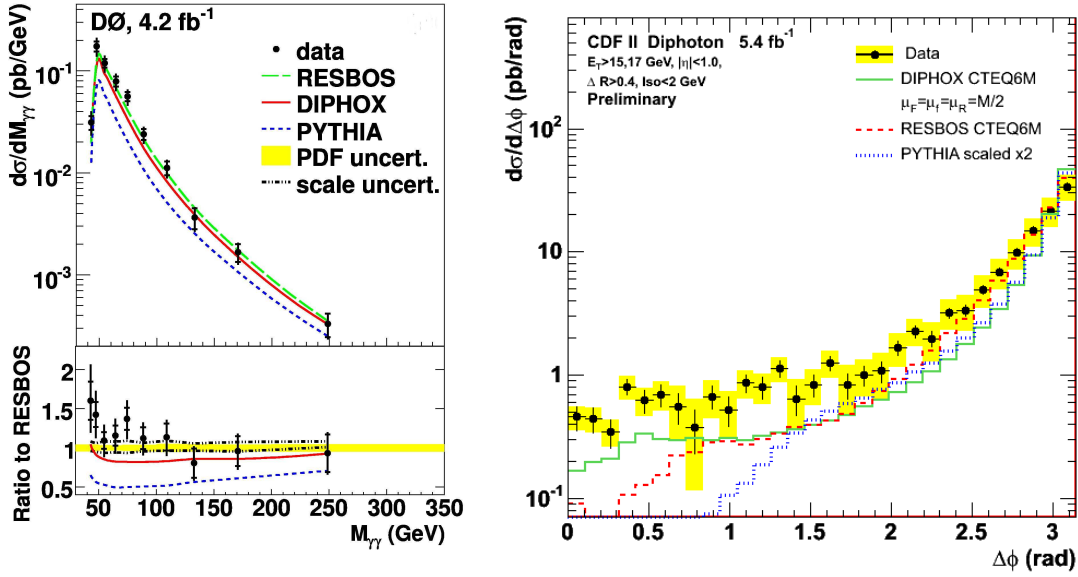 DØ, 4.2 fb⁻¹
data
RESBOS
DIPHOX
PYTHIA
PDF uncert.
scale uncert.
dσ/dM_γγ (pb/GeV)
10⁻¹
10⁻²
10⁻³
Ratio to RESBOS
2
1.5
1
0.5
50 100 150 200 250 300 350
M_γγ (GeV)
CDF II Diphoton 5.4 fb⁻¹
E_T>15,17 GeV, |η|<1.0,
Δ R>0.4, Iso<2 GeV
Preliminary
Data
DIPHOX CTEQ6M
μ_F=μ_f=μ_R=M/2
RESBOS CTEQ6M
PYTHIA scaled x2
dσ/dΔϕ (pb/rad)
10²
10
1
10⁻¹
0 0.5 1 1.5 2 2.5 3
Δϕ (rad)